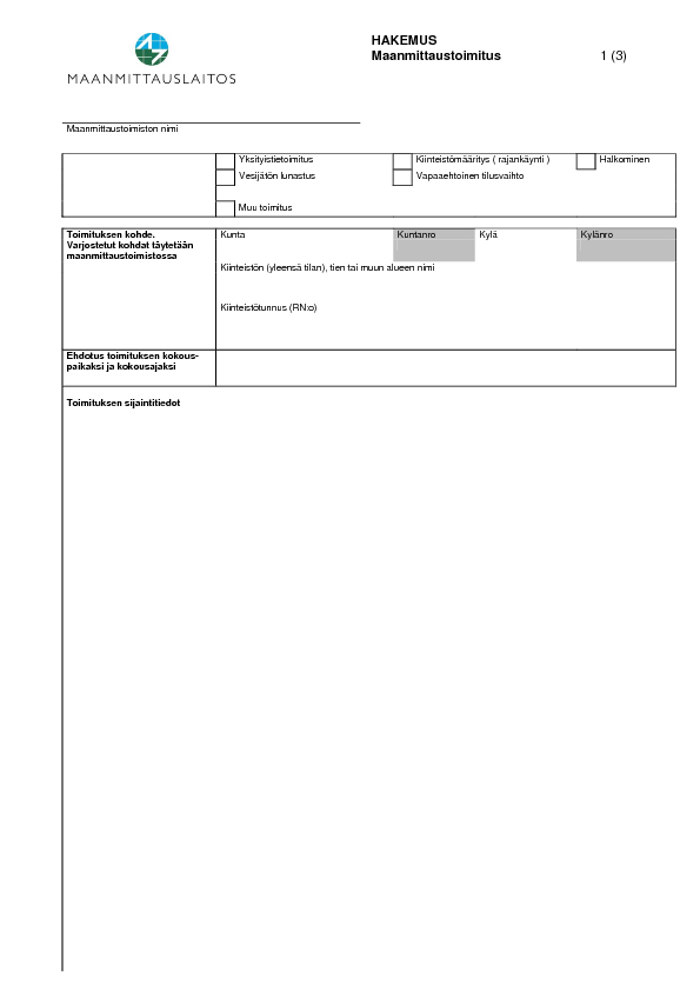 HAKEMUS
Maanmittaustoimitus 1 (3)
MAANMITTAUSLAITOS
Maanmittaustoimiston nimi
Yksityistietoimitus Kiinteistömääritys ( rajankäynti ) Halkominen
Vesijätön lunastus Vapaaehtoinen tilusvaihto
Muu toimitus
Toimituksen kohde. Kunta Kuntanro Kylä Kylänro
Varjostetut kohdat täytetään
maanmittaustoimistossa
Kiinteistön (yleensä tilan), tien tai muun alueen nimi
Kiinteistötunnus (RN:o)
Ehdotus toimituksen kokous-
paikaksi ja kokousajaksi
Toimituksen sijaintitiedot